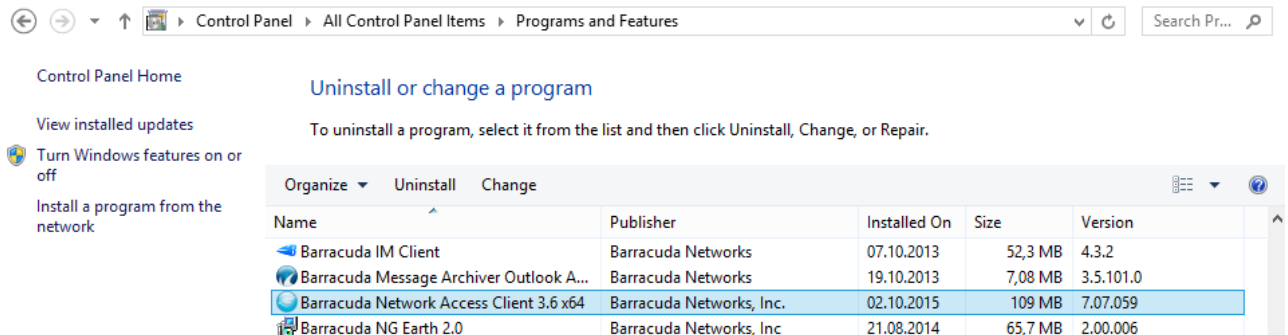 Control Panel > All Control Panel Items > Programs and Features Search Pr...
Control Panel Home
Uninstall or change a program
View installed updates
To uninstall a program, select it from the list and then click Uninstall, Change, or Repair.
Turn Windows features on or
off
Install a program from the
network
Organize Uninstall Change
Name Publisher Installed On Size Version
Barracuda IM Client Barracuda Networks 07.10.2013 52,3 MB 4.3.2
Barracuda Message Archiver Outlook A... Barracuda Networks 19.10.2013 7,08 MB 3.5.101.0
Barracuda Network Access Client 3.6 x64 Barracuda Networks, Inc. 02.10.2015 109 MB 7.07.059
Barracuda NG Earth 2.0 Barracuda Networks, Inc 21.08.2014 65,7 MB 2.00.006